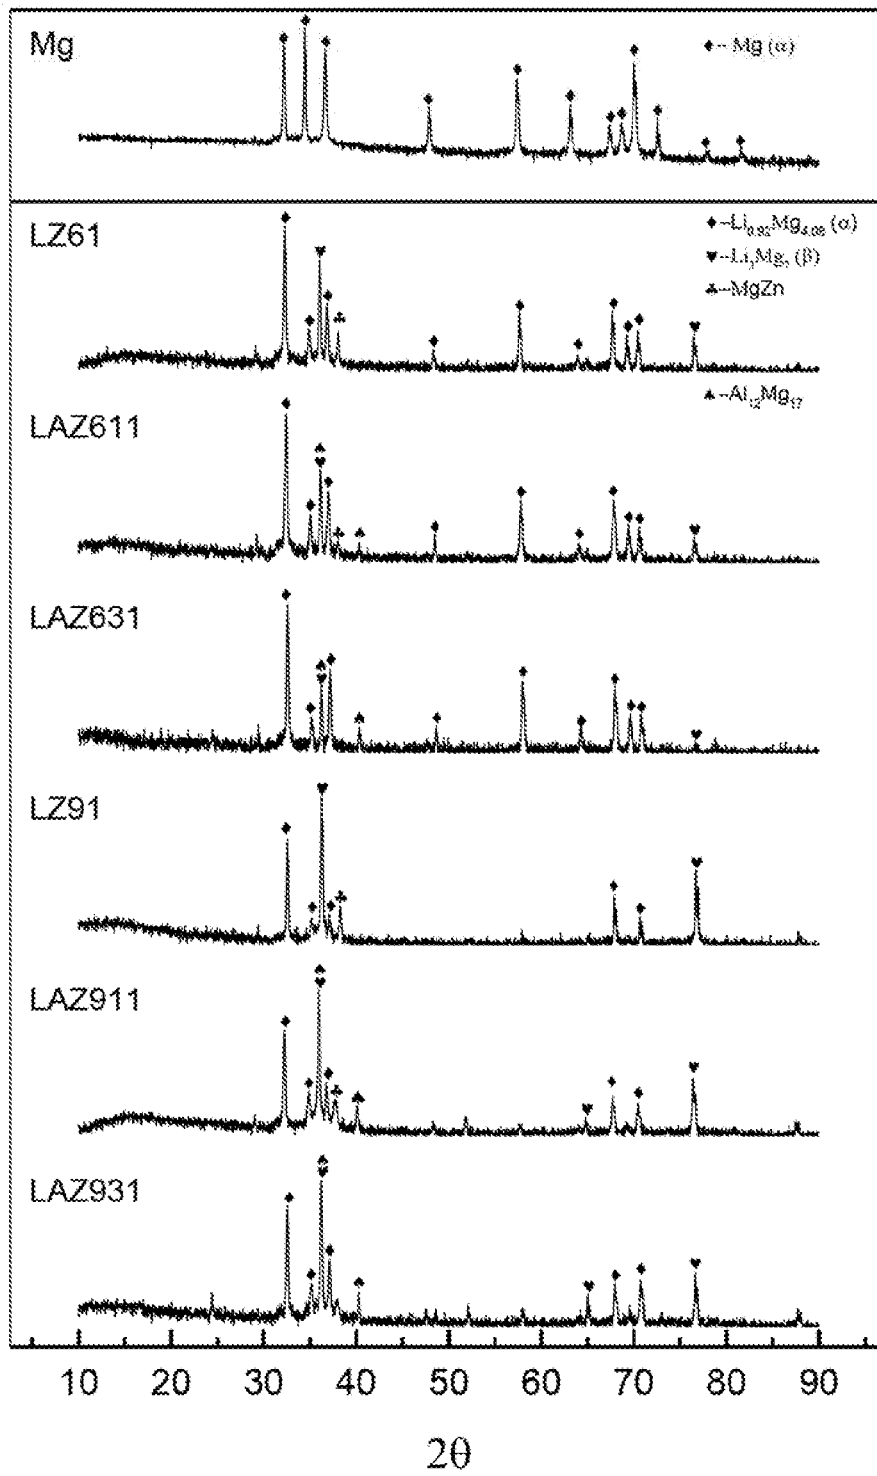 Mg
♦-- Mg (α)
LZ61
♦--Li₀.₉₂Mg₄.₀₈ (α)
♥--Li₃Mg₇ (β)
♣--MgZn
♠--Al₁₂Mg₁₇
LAZ611
LAZ631
LZ91
LAZ911
LAZ931
10 20 30 40 50 60 70 80 90
2θ